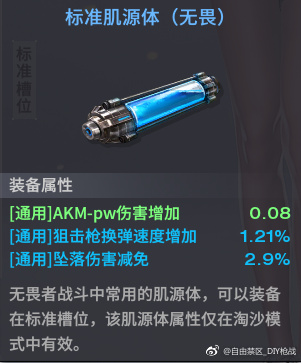 标准肌源体（无畏）
标准槽位
装备属性
[通用]AKM-pw伤害增加 0.08
[通用]狙击枪换弹速度增加 1.21%
[通用]坠落伤害减免 2.9%
无畏者战斗中常用的肌源体，可以装
备在标准槽位，该肌源体属性仅在淘沙模
式中有效。
@自由禁区_DIY枪战